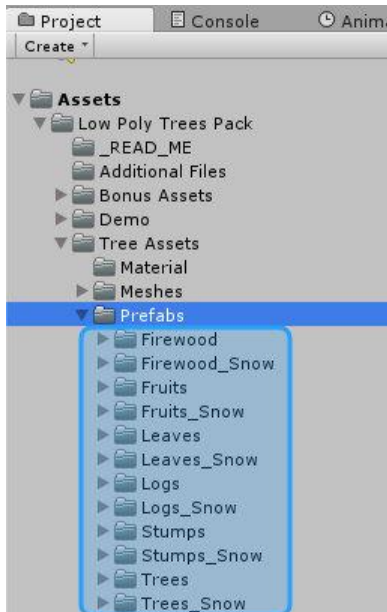 Project Console Anima
Create
Assets
Low Poly Trees Pack
_READ_ME
Additional Files
Bonus Assets
Demo
Tree Assets
Material
Meshes
Prefabs
Firewood
Firewood_Snow
Fruits
Fruits_Snow
Leaves
Leaves_Snow
Logs
Logs_Snow
Stumps
Stumps_Snow
Trees
Trees_Snow